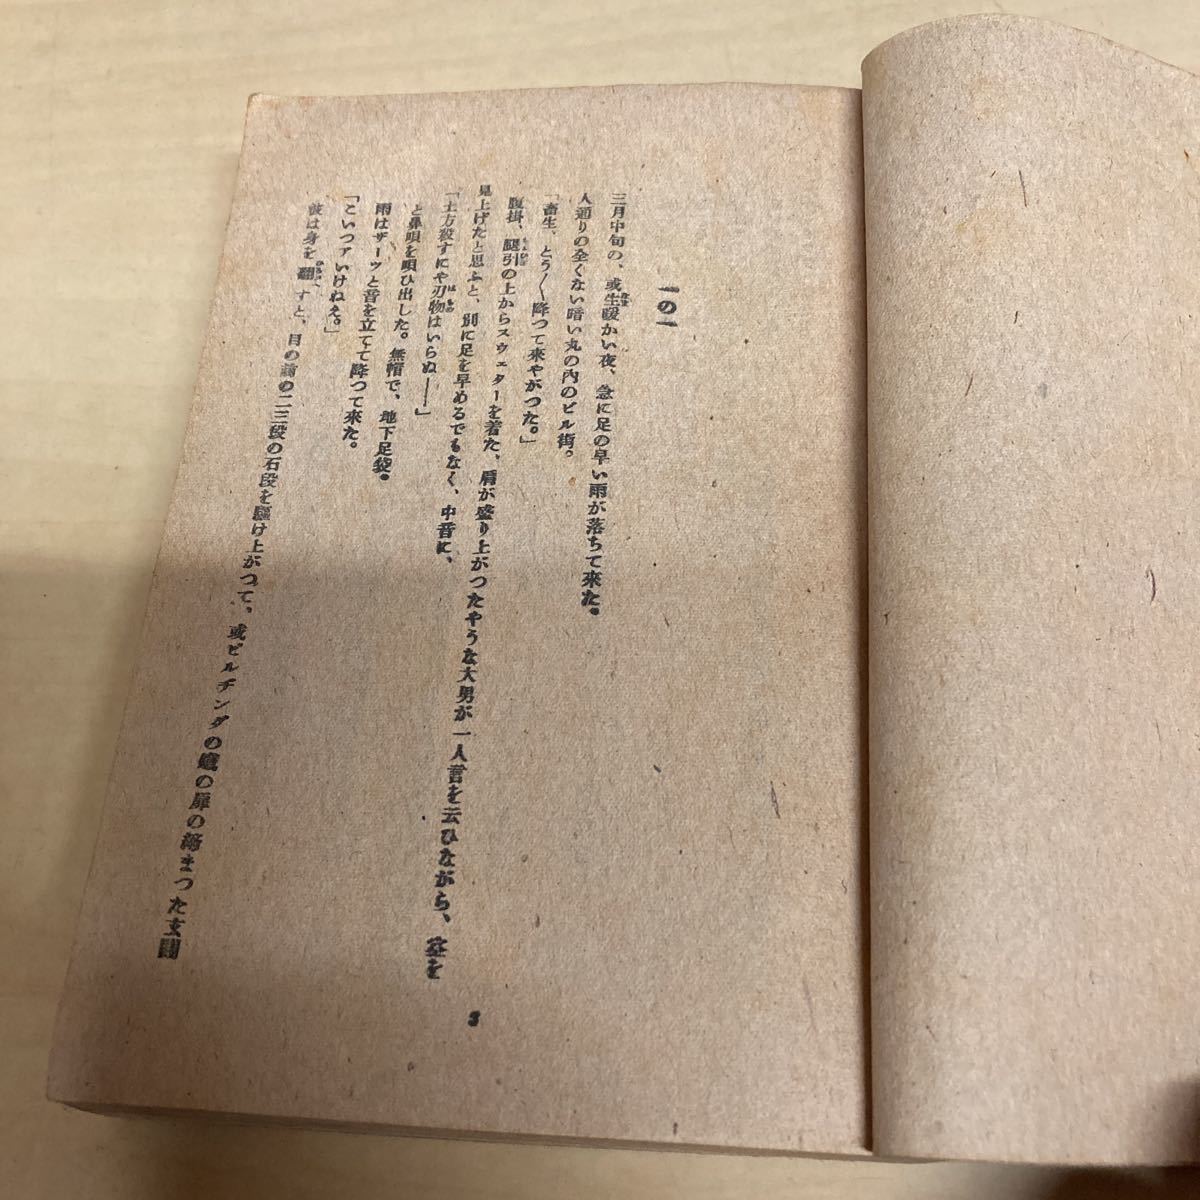 一の一
三月中旬の、或生暖かい夜、急に足の早い雨が落ちて来た。
人通りの全くない暗い丸の内のビル街。
「畜生、とう／＼降つて来やがつた。」
腹掛、腿引の上からスウェターを着た、肩が盛り上がつたやうな大男が一人言を云ひながら、空を
見上げたと思ふと、別に足を早めるでもなく、中音に、
「土方殺すにや刃物はいらぬ――」
と鼻唄を唄ひ出した。無帽で、地下足袋。
雨はザーッと音を立てて降つて来た。
「こいつアいけねえ。」
彼は身を翻すと、目の前の二三段の石段を驅け上がつて、或ビルヂングの鐵の扉の締まつた玄關
3